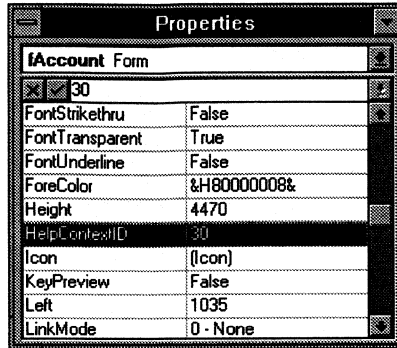 Properties
fAccount Form
30
FontStrikethru False
FontTransparent True
FontUnderline False
ForeColor &H80000008&
Height 4470
HelpContextID 30
Icon (Icon)
KeyPreview False
Left 1035
LinkMode 0 - None